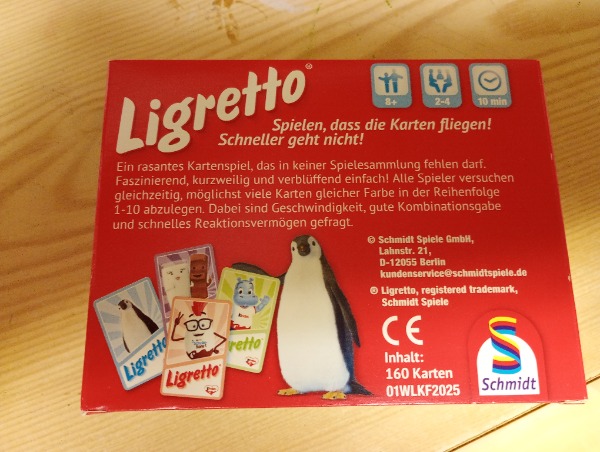 Ligretto®
8+
2-4
10 min
Spielen, dass die Karten fliegen!
Schneller geht nicht!
Ein rasantes Kartenspiel, das in keiner Spielesammlung fehlen darf.
Faszinierend, kurzweilig und verblüffend einfach! Alle Spieler versuchen
gleichzeitig, möglichst viele Karten gleicher Farbe in der Reihenfolge
1-10 abzulegen. Dabei sind Geschwindigkeit, gute Kombinationsgabe
und schnelles Reaktionsvermögen gefragt.
© Schmidt Spiele GmbH,
Lahnstr. 21,
D-12055 Berlin
kundenservice@schmidtspiele.de
® Ligretto, registered trademark,
Schmidt Spiele
CE
Inhalt:
160 Karten
01WLKF2025
Schmidt
Ligretto
Ligretto
Ligretto